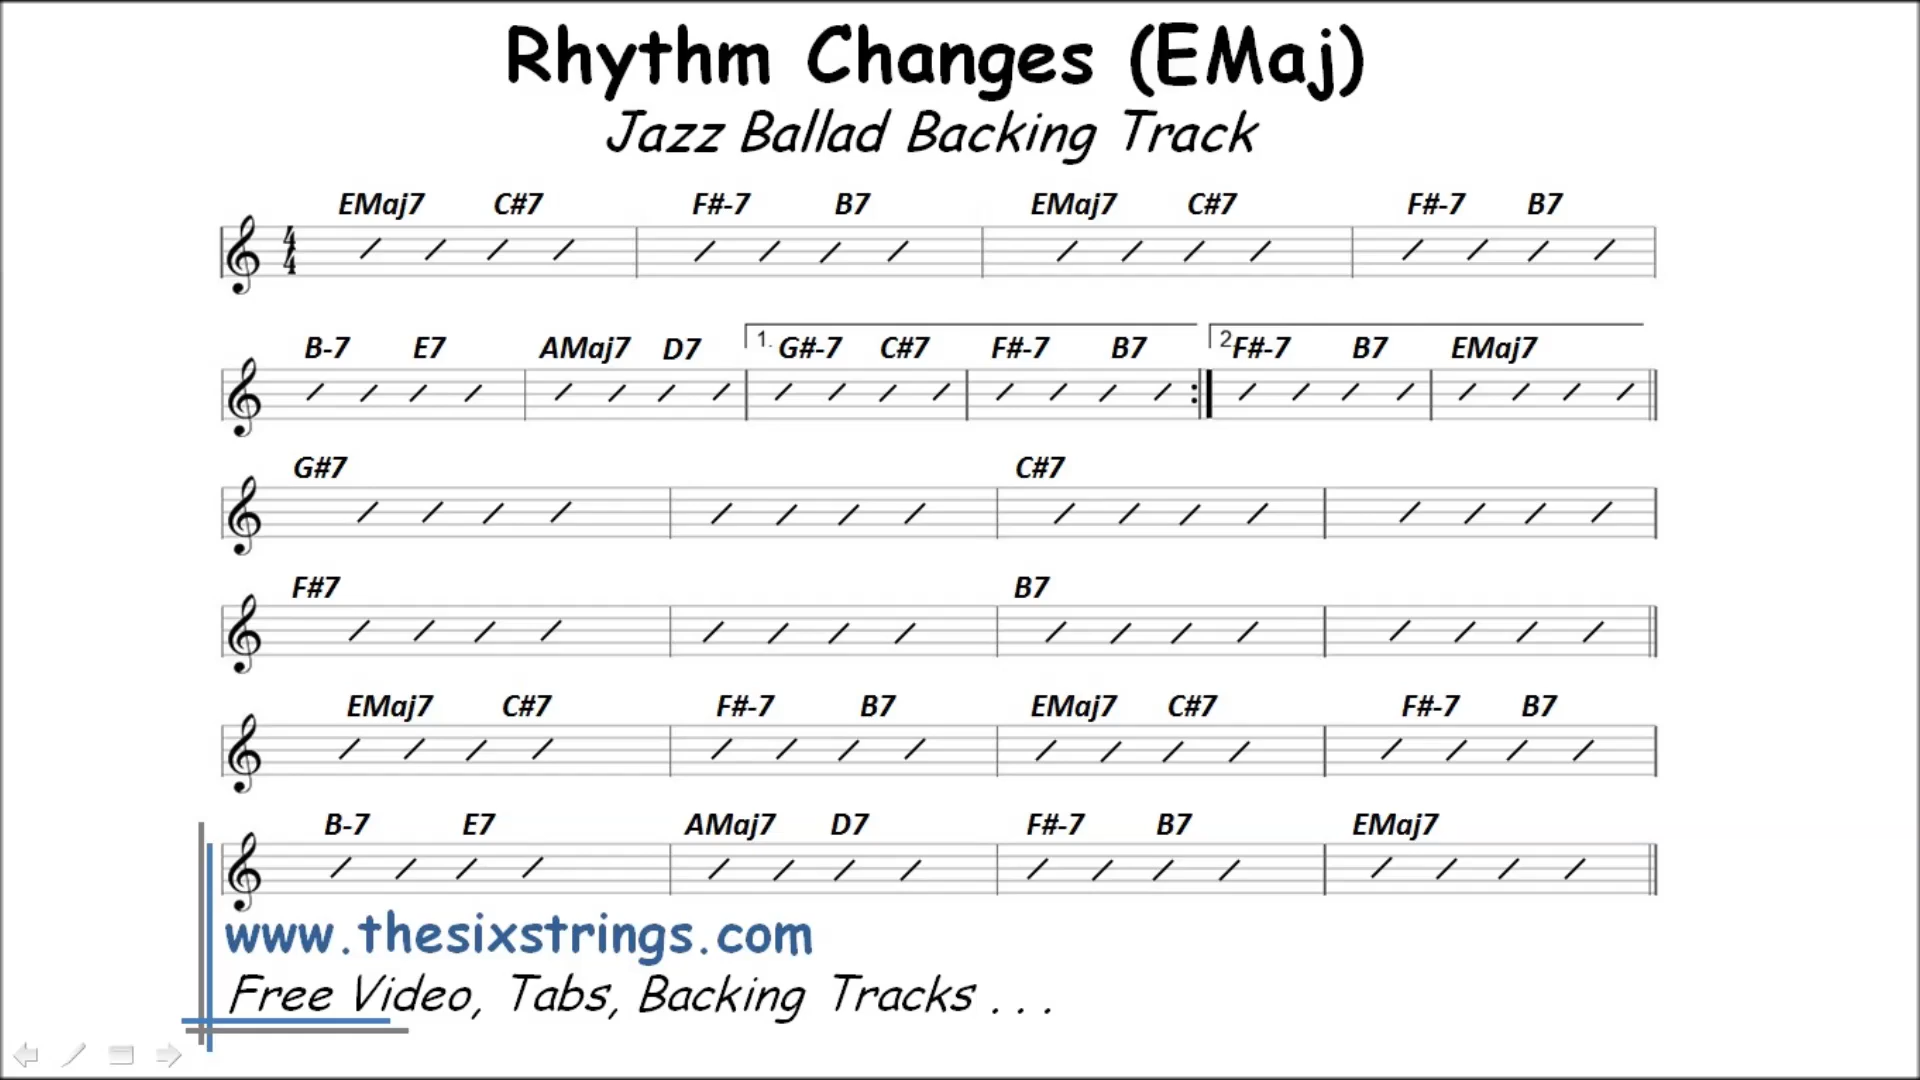 Rhythm Changes (EMaj)
Jazz Ballad Backing Track
EMaj7 C#7 F#-7 B7 EMaj7 C#7 F#-7 B7
4
4
B-7 E7 AMaj7 D7 1. G#-7 C#7 F#-7 B7 2. F#-7 B7 EMaj7
G#7 C#7
F#7 B7
EMaj7 C#7 F#-7 B7 EMaj7 C#7 F#-7 B7
B-7 E7 AMaj7 D7 F#-7 B7 EMaj7
www.thesixstrings.com
Free Video, Tabs, Backing Tracks . . .